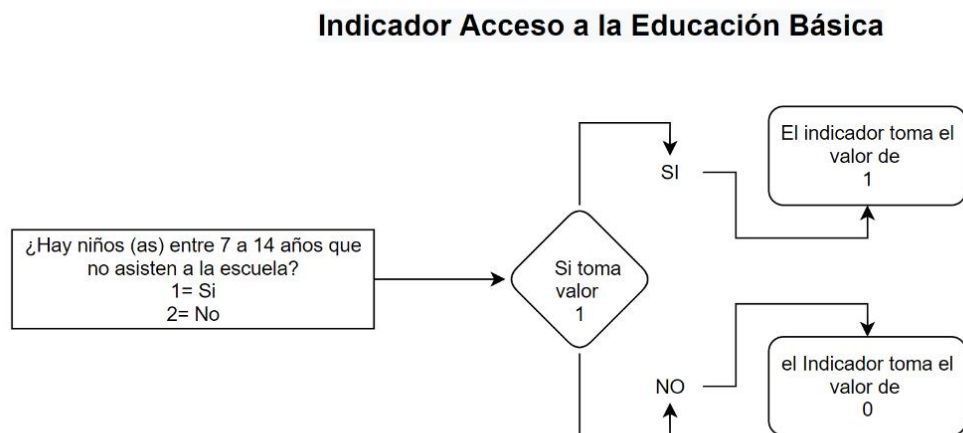 Indicador Acceso a la Educación Básica
¿Hay niños (as) entre 7 a 14 años que
no asisten a la escuela?
1= Si
2= No
Si toma
valor
1
SI
El indicador toma el
valor de
1
NO
el Indicador toma el
valor de
0